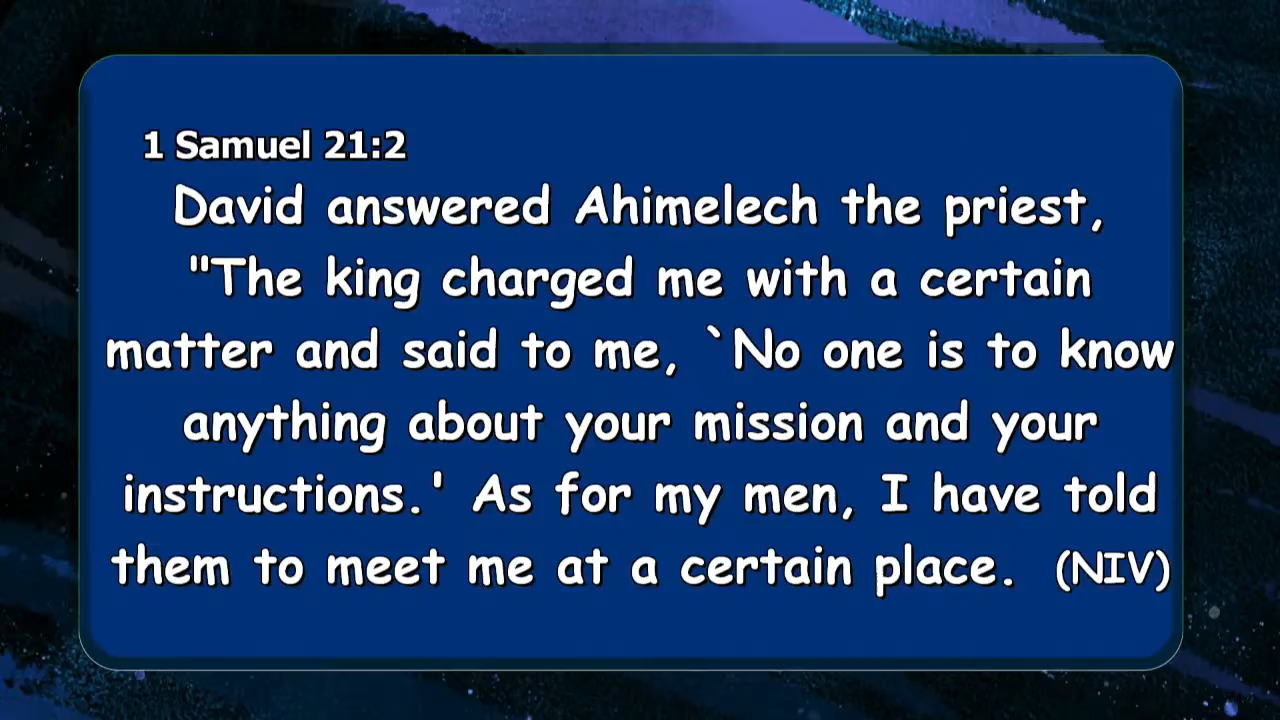 1 Samuel 21:2
David answered Ahimelech the priest,
"The king charged me with a certain
matter and said to me, `No one is to know
anything about your mission and your
instructions.' As for my men, I have told
them to meet me at a certain place. (NIV)